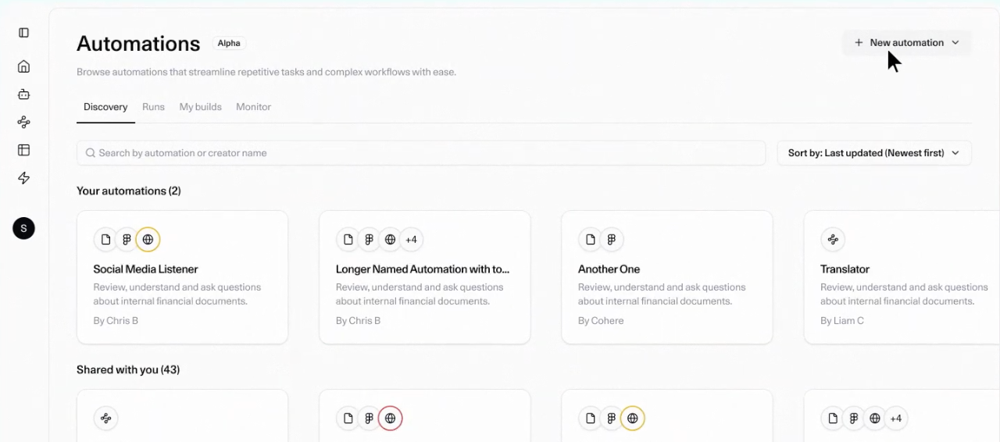 Automations
Alpha
New automation
Browse automations that streamline repetitive tasks and complex workflows with ease.
Discovery Runs My builds Monitor
Search by automation or creator name
Sort by: Last updated (Newest first)
Your automations (2)
S
+4
Social Media Listener
Review, understand and ask questions
about internal financial documents.
By Chris B
Longer Named Automation with to...
Review, understand and ask questions
about internal financial documents.
By Chris B
Another One
Review, understand and ask questions
about internal financial documents.
By Cohere
Translator
Review, understand and ask questions
about internal financial documents.
By Liam C
Shared with you (43)
+4